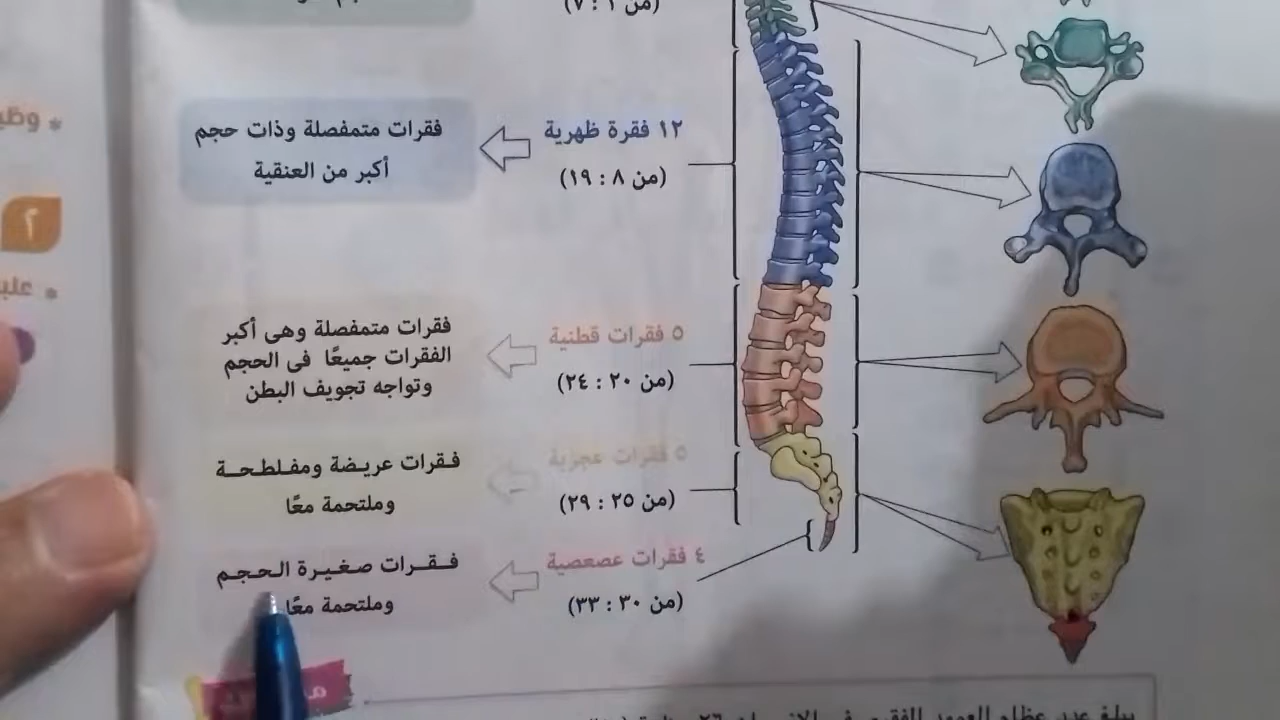 (من ١ : ٧)
١٢ فقرة ظهرية
(من ٨ : ١٩)
فقرات متمفصلة وذات حجم
أكبر من العنقية
٥ فقرات قطنية
(من ٢٠ : ٢٤)
فقرات متمفصلة وهى أكبر
الفقرات جميعًا فى الحجم
وتواجه تجويف البطن
٥ فقرات عجزية
(من ٢٥ : ٢٩)
فقرات عريضة ومفلطحة
وملتحمة معًا
٤ فقرات عصعصية
(من ٣٠ : ٣٣)
فقرات صغيرة الحجم
وملتحمة معًا
٢